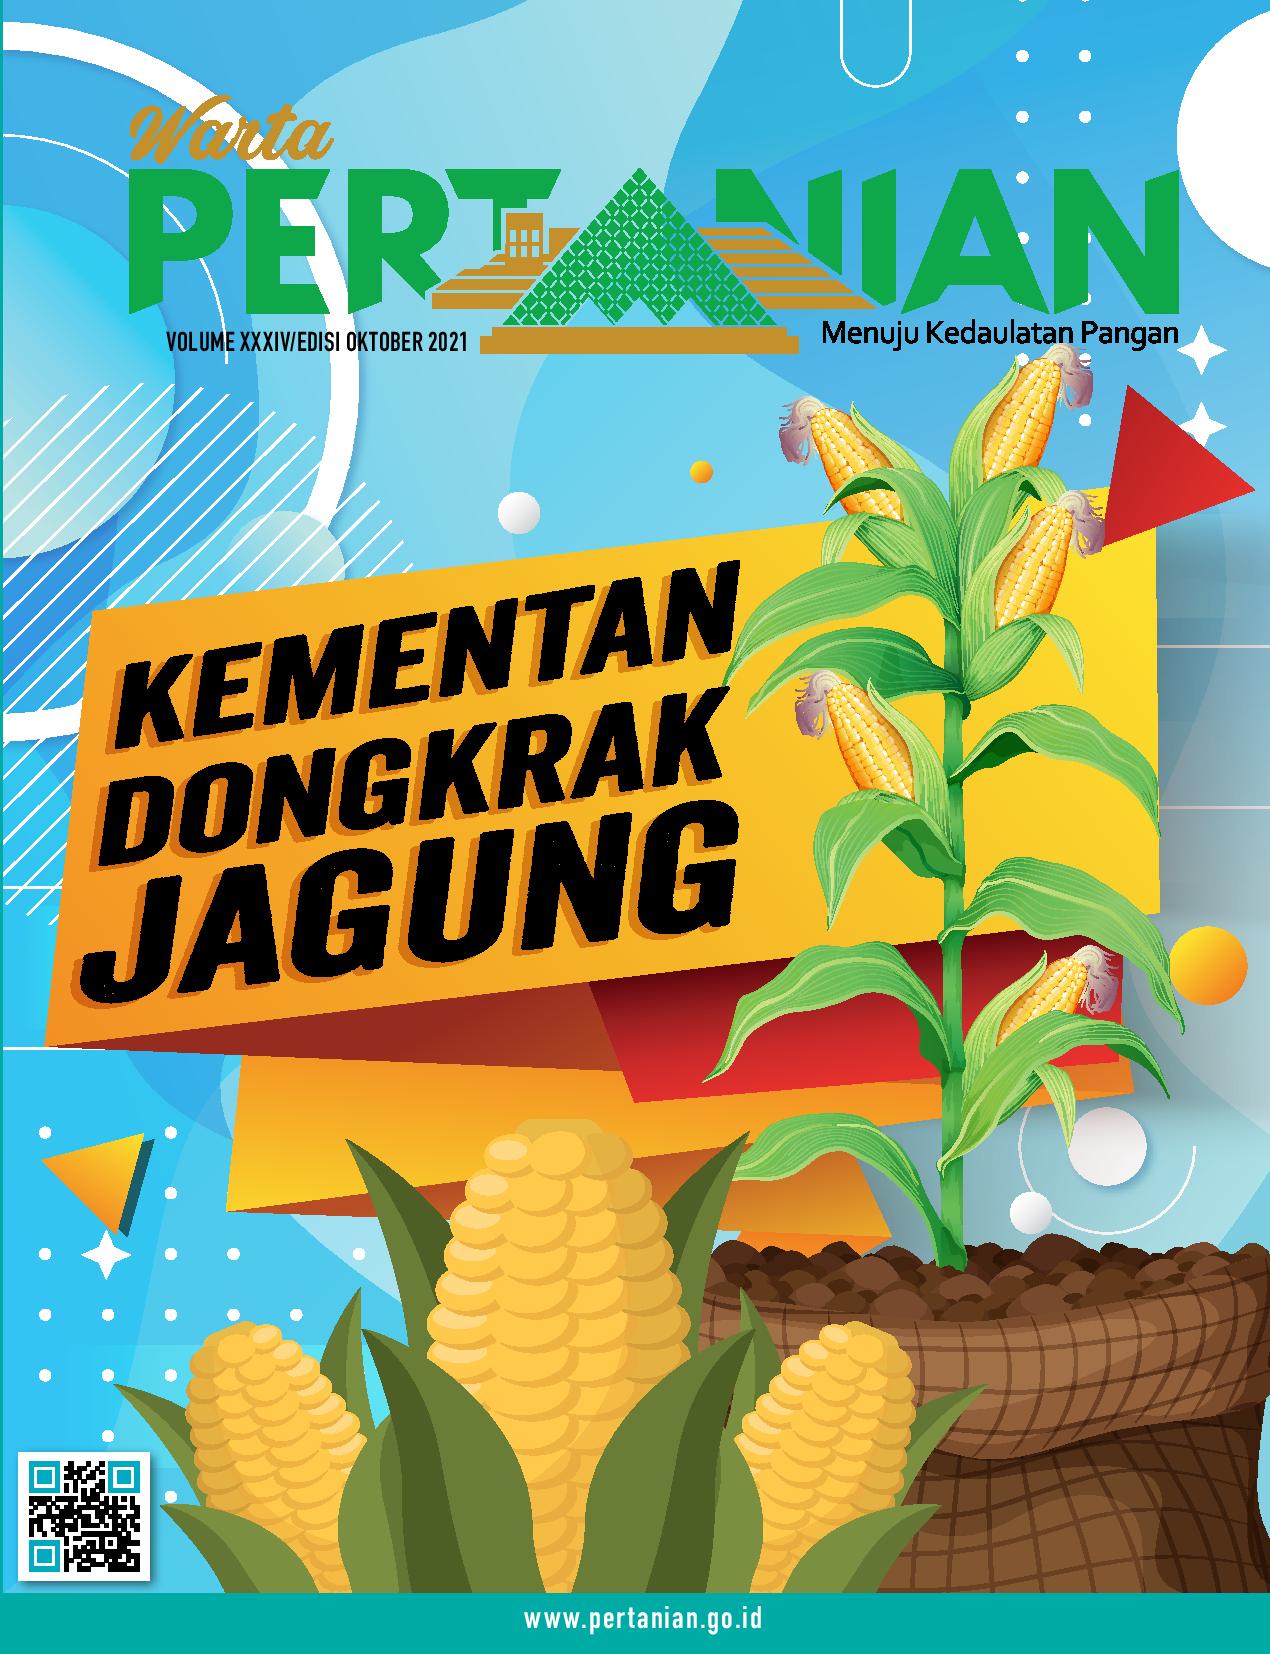 Warta
PERTANIAN
VOLUME XXXIV/EDISI OKTOBER 2021
Menuju Kedaulatan Pangan
KEMENTAN
DONGKRAK
JAGUNG
www.pertanian.go.id